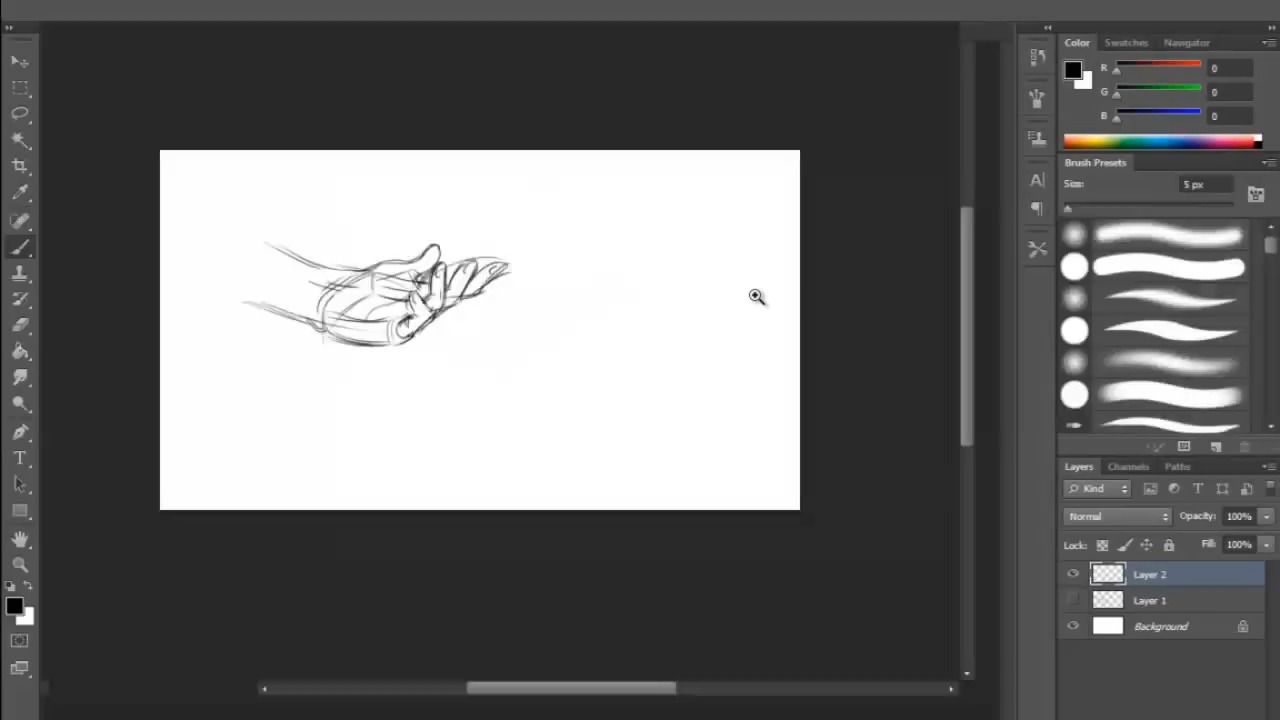 Color Swatches Navigator
R 0
G 0
B 0
Brush Presets
Size: 5 px
Layers Channels Paths
Kind T
Normal Opacity: 100%
Lock: Fill: 100%
Layer 2
Layer 1
Background
A
T